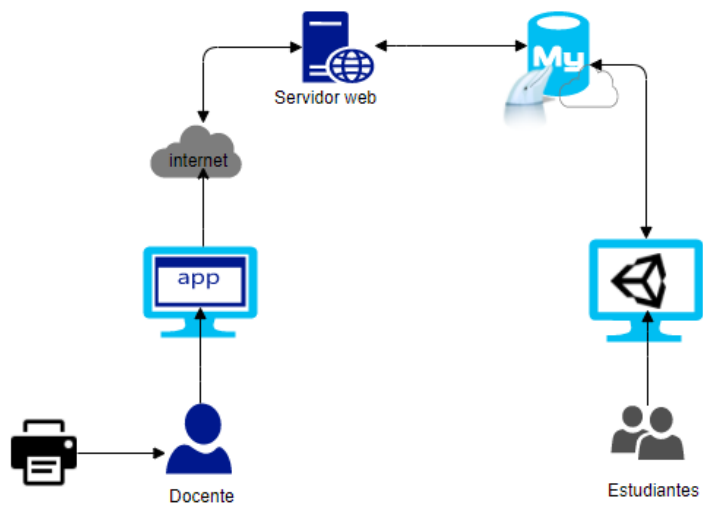 Servidor web
My
internet
app
Docente
Estudiantes